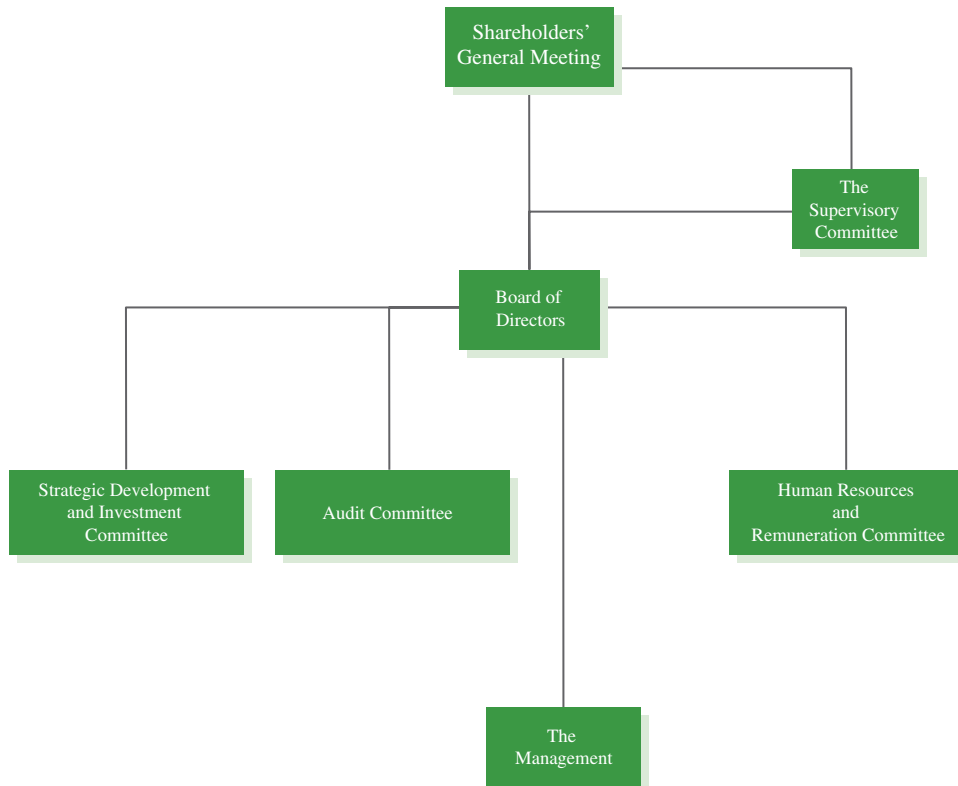 Shareholders’
General Meeting
The
Supervisory
Committee
Board of
Directors
Strategic Development
and Investment
Committee
Audit Committee
Human Resources
and
Remuneration Committee
The
Management